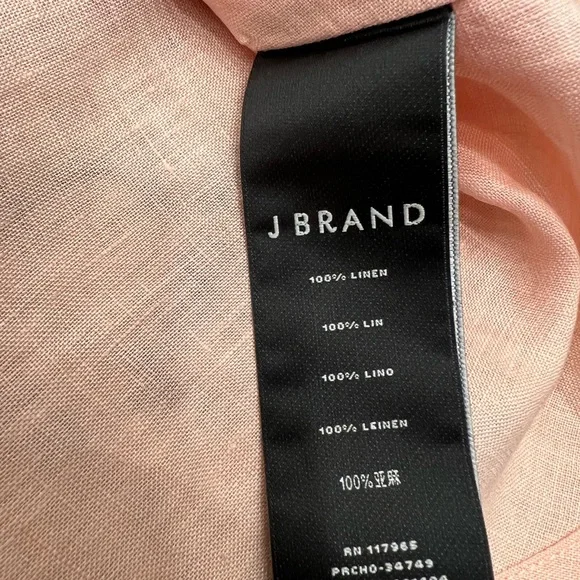 J BRAND
100% LINEN
100% LIN
100% LINO
100% LEINEN
100%亚麻
RN 117965
PRCHO-34749